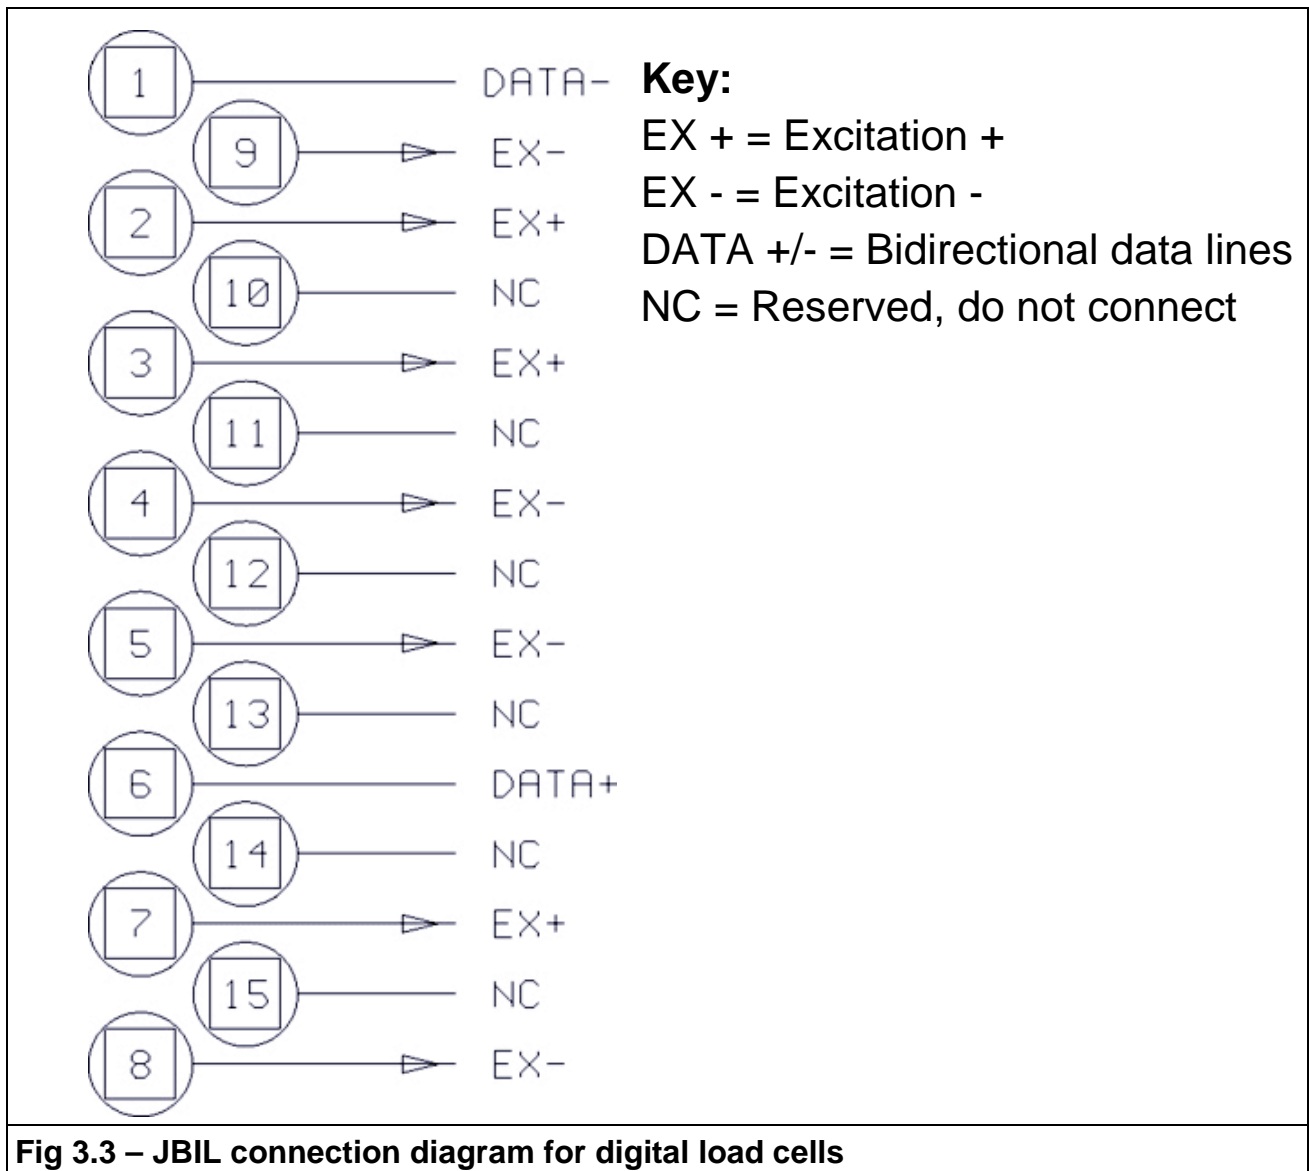 1 DATA-
9 EX-
2 EX+
10 NC
3 EX+
11 NC
4 EX-
12 NC
5 EX-
13 NC
6 DATA+
14 NC
7 EX+
15 NC
8 EX-
Key:
EX + = Excitation +
EX - = Excitation -
DATA +/- = Bidirectional data lines
NC = Reserved, do not connect
Fig 3.3 – JBIL connection diagram for digital load cells